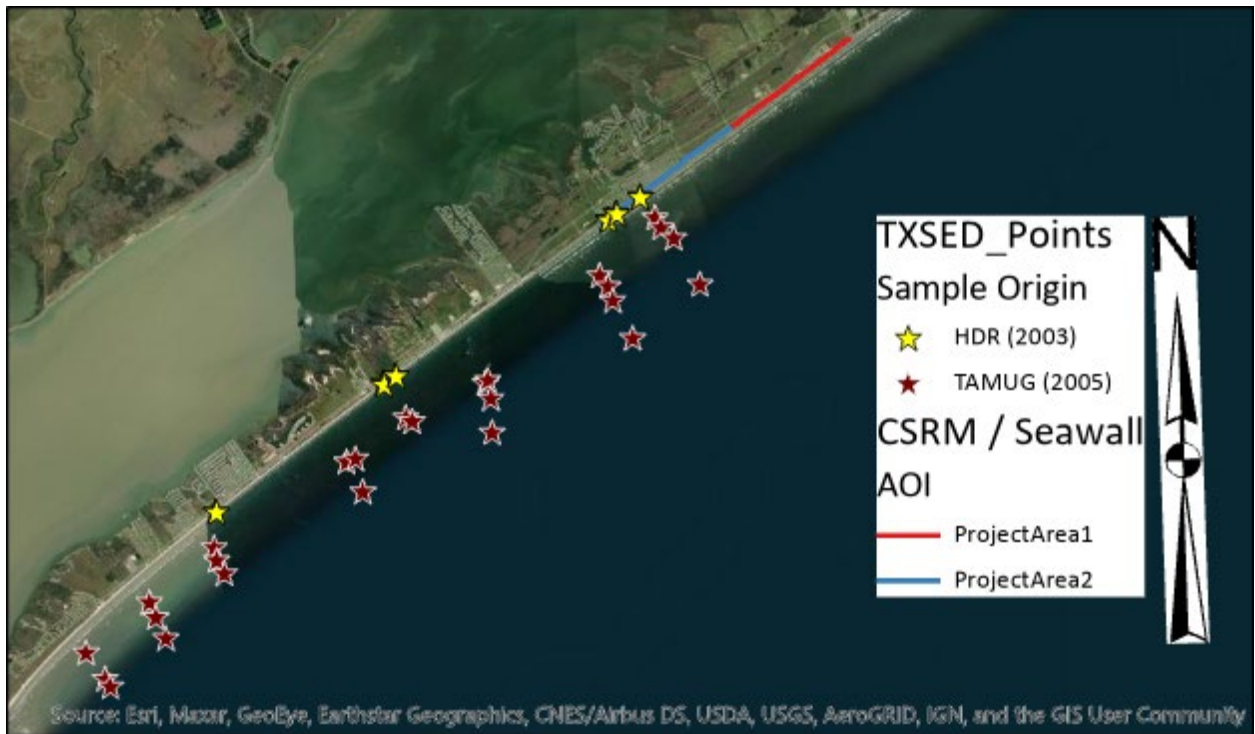 TXSED_Points
Sample Origin
HDR (2003)
TAMUG (2005)
CSRM / Seawall
AOI
ProjectArea1
ProjectArea2
N
Source: Esri, Maxar, GeoEye, Earthstar Geographics, CNES/Airbus DS, USDA, USGS, AeroGRID, IGN, and the GIS User Community